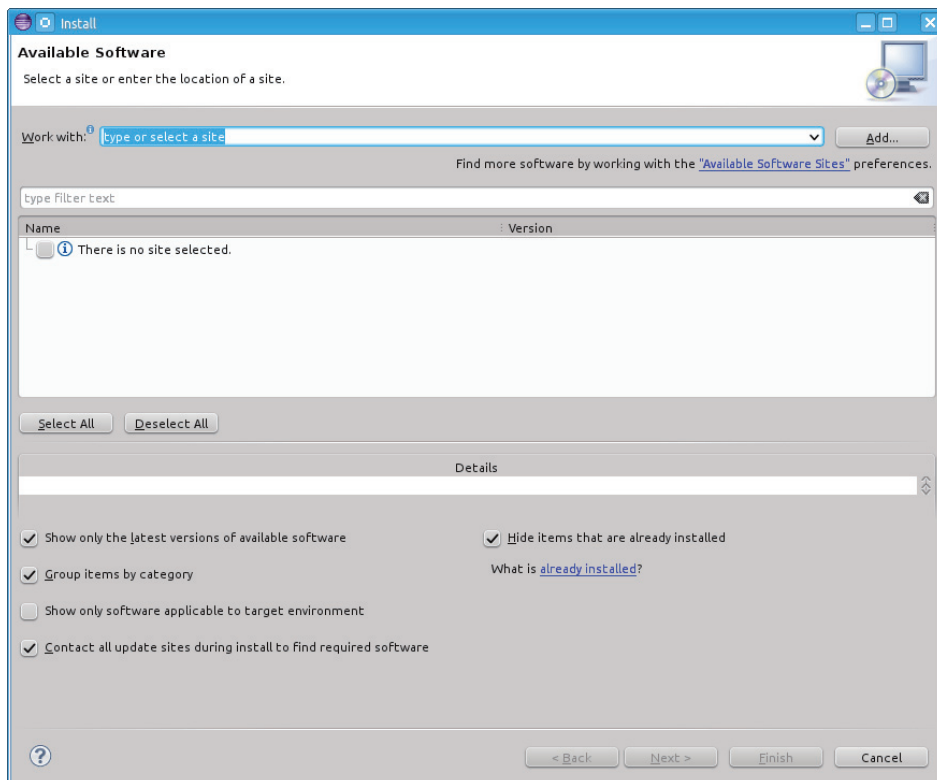 Install
Available Software
Select a site or enter the location of a site.
Work with: type or select a site Add...
Find more software by working with the "Available Software Sites" preferences.
type filter text
Name Version
There is no site selected.
Select All Deselect All
Details
Show only the latest versions of available software Hide items that are already installed
Group items by category What is already installed?
Show only software applicable to target environment
Contact all update sites during install to find required software
? < Back Next > Finish Cancel